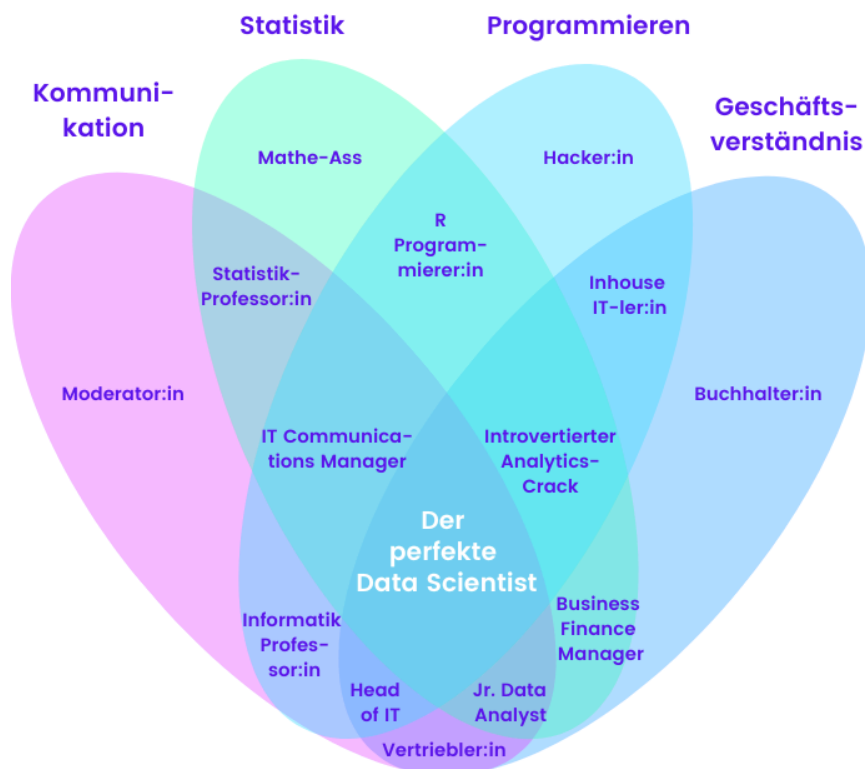 Statistik
Programmieren
Kommuni-
kation
Geschäfts-
verständnis
Mathe-Ass
Hacker:in
R
Program-
mierer:in
Statistik-
Professor:in
Inhouse
IT-ler:in
Moderator:in
Buchhalter:in
IT Communica-
tions Manager
Introvertierter
Analytics-
Crack
Der
perfekte
Data Scientist
Informatik
Profes-
sor:in
Business
Finance
Manager
Head
of IT
Jr. Data
Analyst
Vertriebler:in